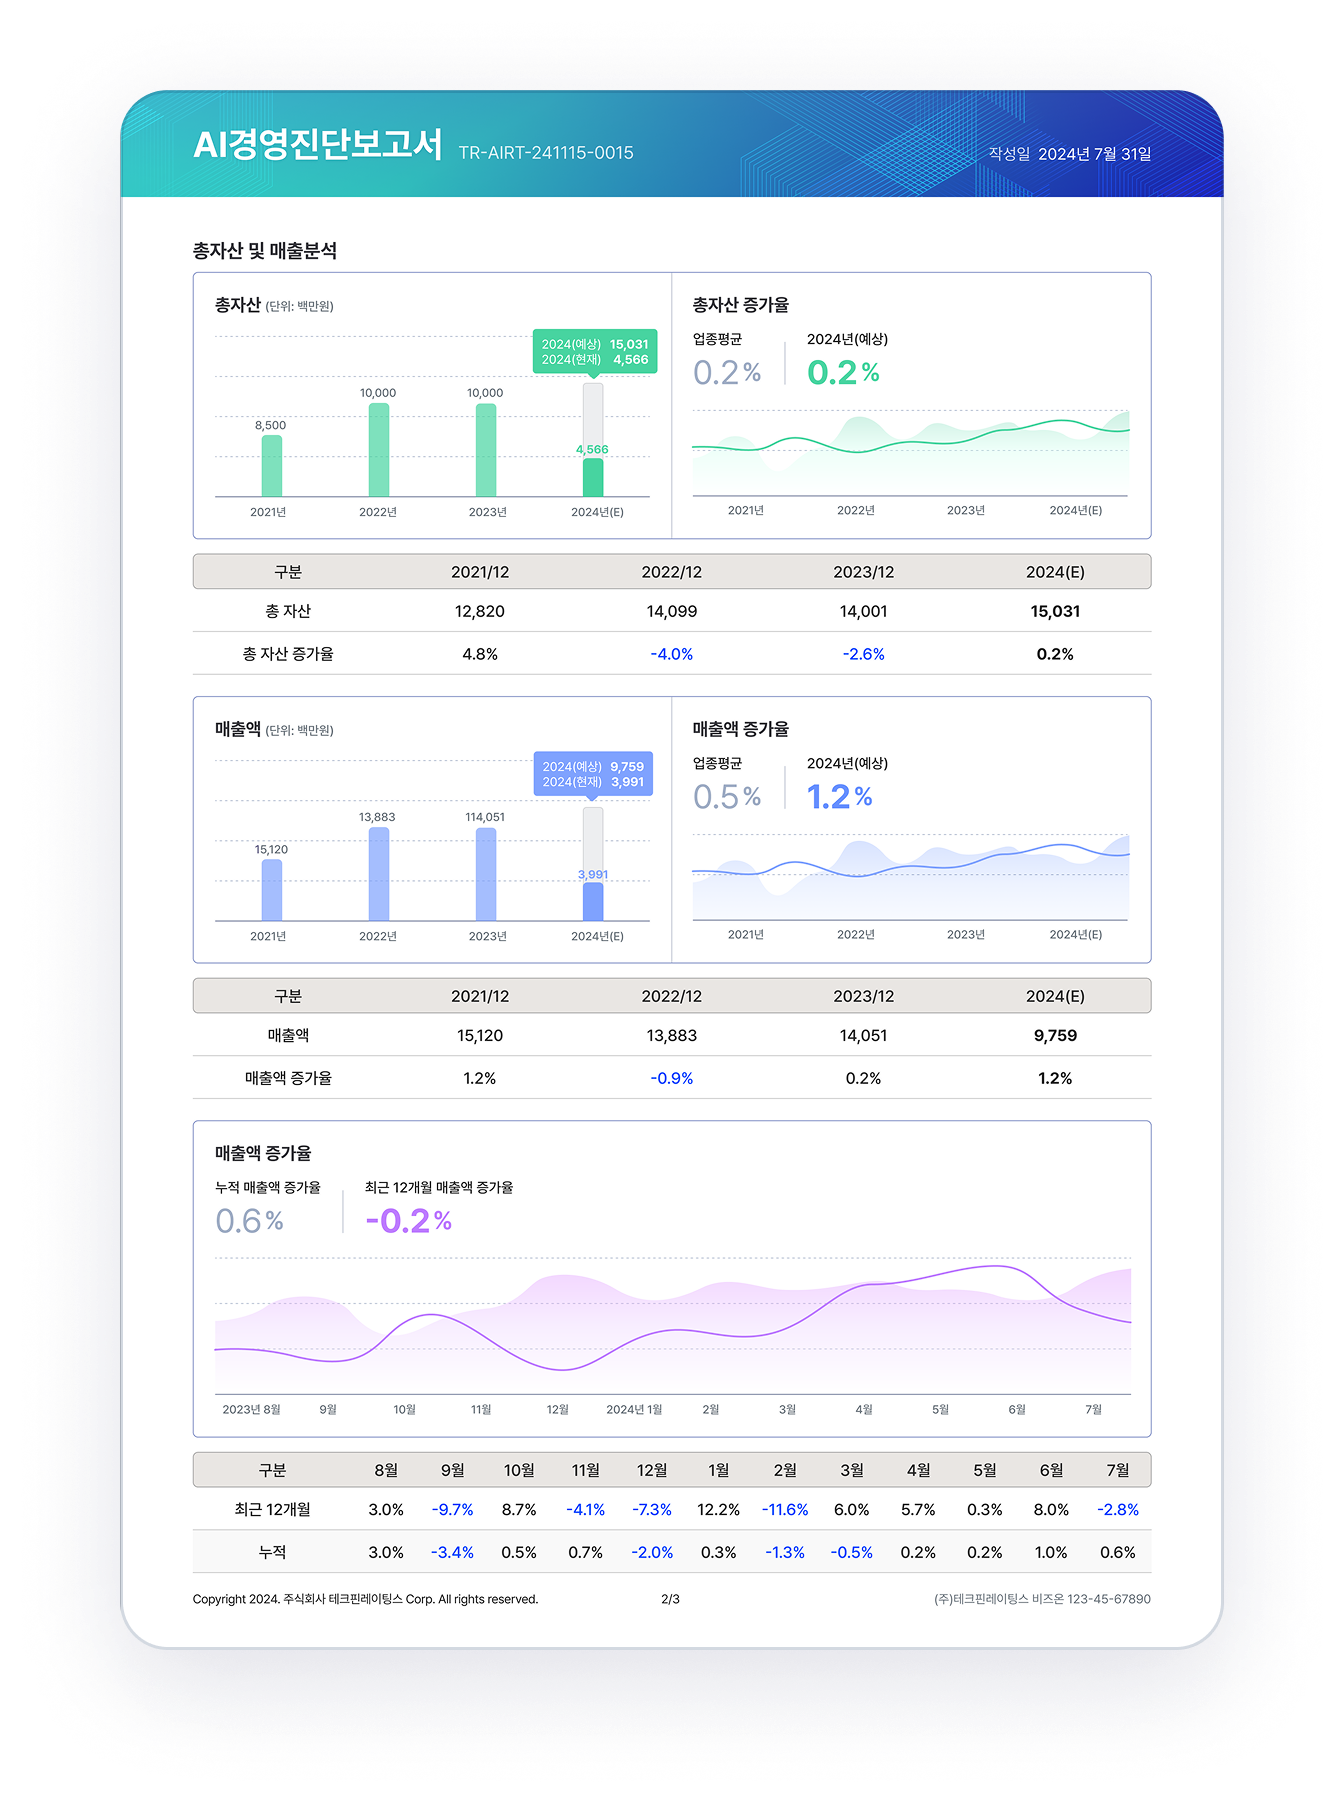 AI경영진단보고서 TR-AIRT-241115-0015 작성일 2024년 7월 31일
총자산 및 매출분석
총자산 (단위: 백만원)
2024(예상) 15,031
2024(현재) 4,566
8,500 10,000 10,000 4,566
2021년 2022년 2023년 2024년(E)
총자산 증가율
업종평균 2024년(예상)
0.2% 0.2%
2021년 2022년 2023년 2024년(E)
구분 2021/12 2022/12 2023/12 2024(E)
총 자산 12,820 14,099 14,001 15,031
총 자산 증가율 4.8% -4.0% -2.6% 0.2%
매출액 (단위: 백만원)
2024(예상) 9,759
2024(현재) 3,991
15,120 13,883 114,051 3,991
2021년 2022년 2023년 2024년(E)
매출액 증가율
업종평균 2024년(예상)
0.5% 1.2%
2021년 2022년 2023년 2024년(E)
구분 2021/12 2022/12 2023/12 2024(E)
매출액 15,120 13,883 14,051 9,759
매출액 증가율 1.2% -0.9% 0.2% 1.2%
매출액 증가율
누적 매출액 증가율 최근 12개월 매출액 증가율
0.6% -0.2%
2023년 8월 9월 10월 11월 12월 2024년 1월 2월 3월 4월 5월 6월 7월
구분 8월 9월 10월 11월 12월 1월 2월 3월 4월 5월 6월 7월
최근 12개월 3.0% -9.7% 8.7% -4.1% -7.3% 12.2% -11.6% 6.0% 5.7% 0.3% 8.0% -2.8%
누적 3.0% -3.4% 0.5% 0.7% -2.0% 0.3% -1.3% -0.5% 0.2% 0.2% 1.0% 0.6%
Copyright 2024. 주식회사 테크핀레이팅스 Corp. All rights reserved. 2/3 (주)테크핀레이팅스 비즈온 123-45-67890